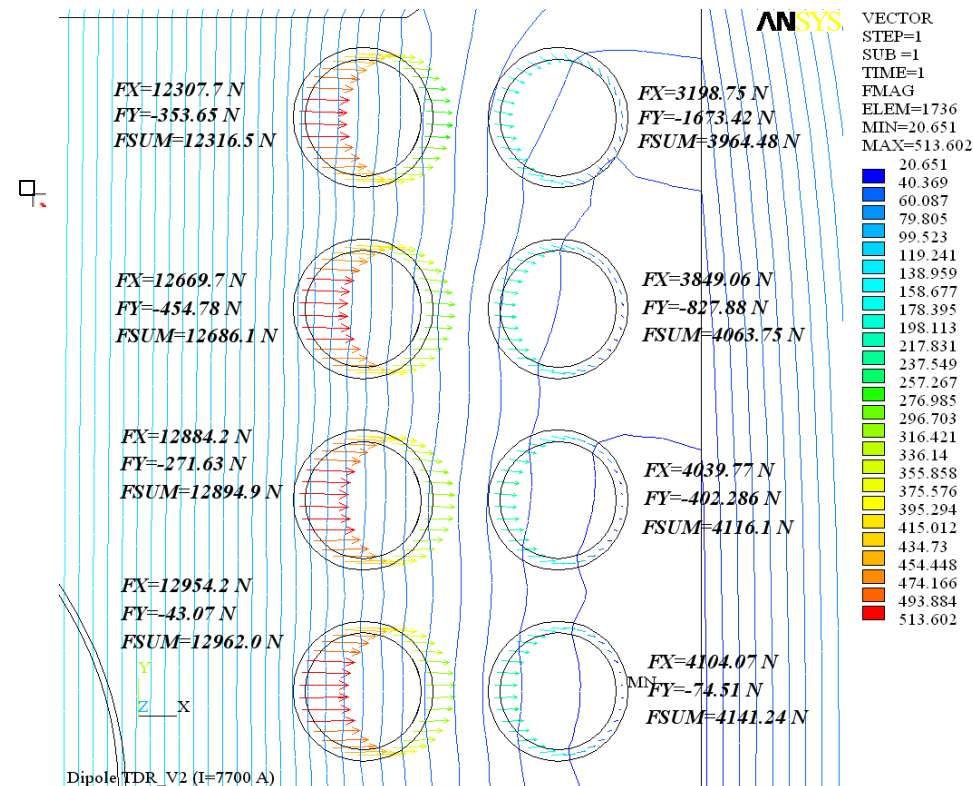 ANSYS
VECTOR
STEP=1
SUB =1
TIME=1
FMAG
ELEM=1736
MIN=20.651
MAX=513.602
20.651
40.369
60.087
79.805
99.523
119.241
138.959
158.677
178.395
198.113
217.831
237.549
257.267
276.985
296.703
316.421
336.14
355.858
375.576
395.294
415.012
434.73
454.448
474.166
493.884
513.602
FX=12307.7 N
FY=-353.65 N
FSUM=12316.5 N
FX=3198.75 N
FY=-1673.42 N
FSUM=3964.48 N
FX=12669.7 N
FY=-454.78 N
FSUM=12686.1 N
FX=3849.06 N
FY=-827.88 N
FSUM=4063.75 N
FX=12884.2 N
FY=-271.63 N
FSUM=12894.9 N
FX=4039.77 N
FY=-402.286 N
FSUM=4116.1 N
FX=12954.2 N
FY=-43.07 N
FSUM=12962.0 N
FX=4104.07 N
MN
FY=-74.51 N
FSUM=4141.24 N
Y
Z X
Dipole TDR_V2 (I=7700 A)